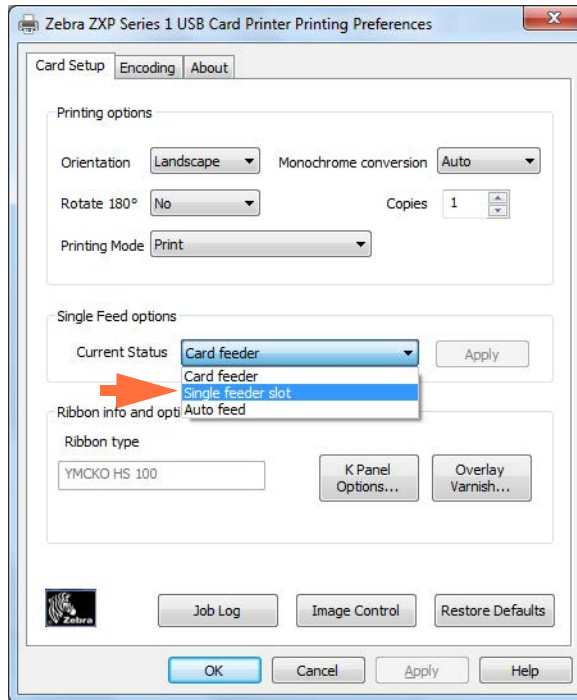 Zebra ZXP Series 1 USB Card Printer Printing Preferences
Card Setup Encoding About
Printing options
Orientation Landscape Monochrome conversion Auto
Rotate 180° No Copies 1
Printing Mode Print
Single Feed options
Current Status Card feeder Apply
Card feeder
Single feeder slot
Auto feed
Ribbon info and opti
Ribbon type
YMCKO HS 100
K Panel
Options...
Overlay
Varnish...
Zebra
Job Log Image Control Restore Defaults
OK Cancel Apply Help